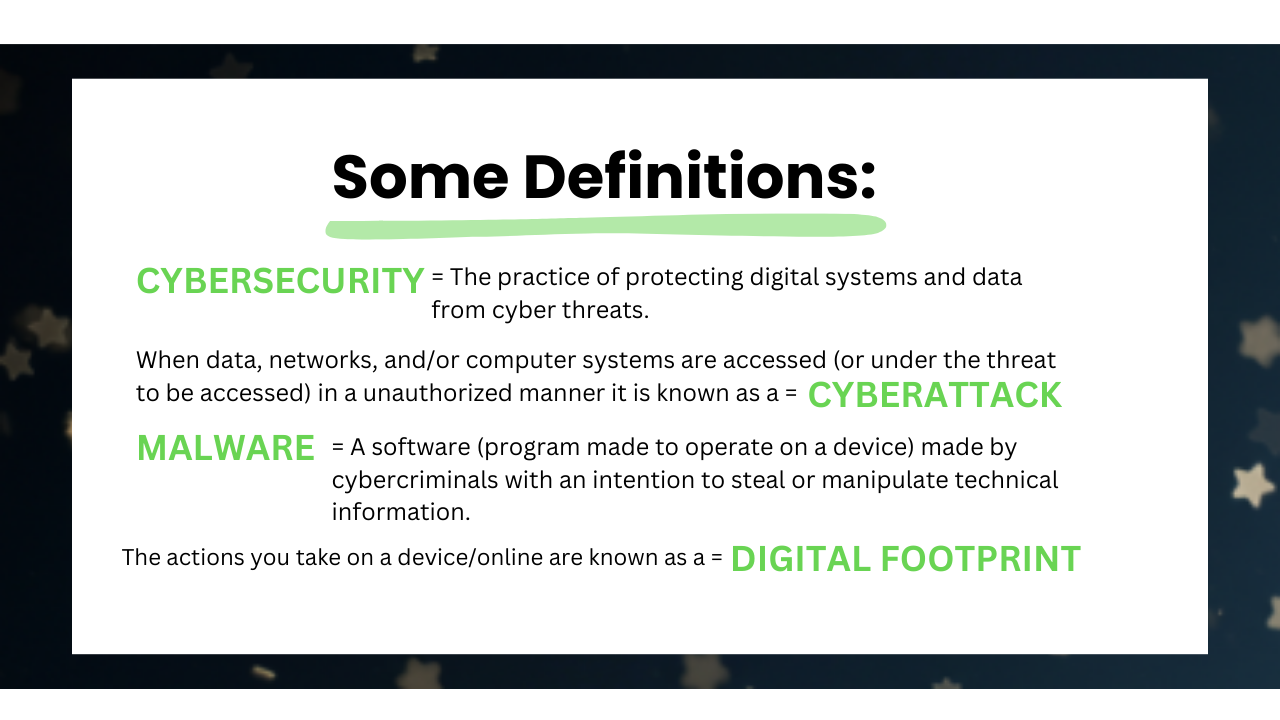 Some Definitions:
CYBERSECURITY = The practice of protecting digital systems and data
from cyber threats.
When data, networks, and/or computer systems are accessed (or under the threat
to be accessed) in a unauthorized manner it is known as a = CYBERATTACK
MALWARE = A software (program made to operate on a device) made by
cybercriminals with an intention to steal or manipulate technical
information.
The actions you take on a device/online are known as a = DIGITAL FOOTPRINT